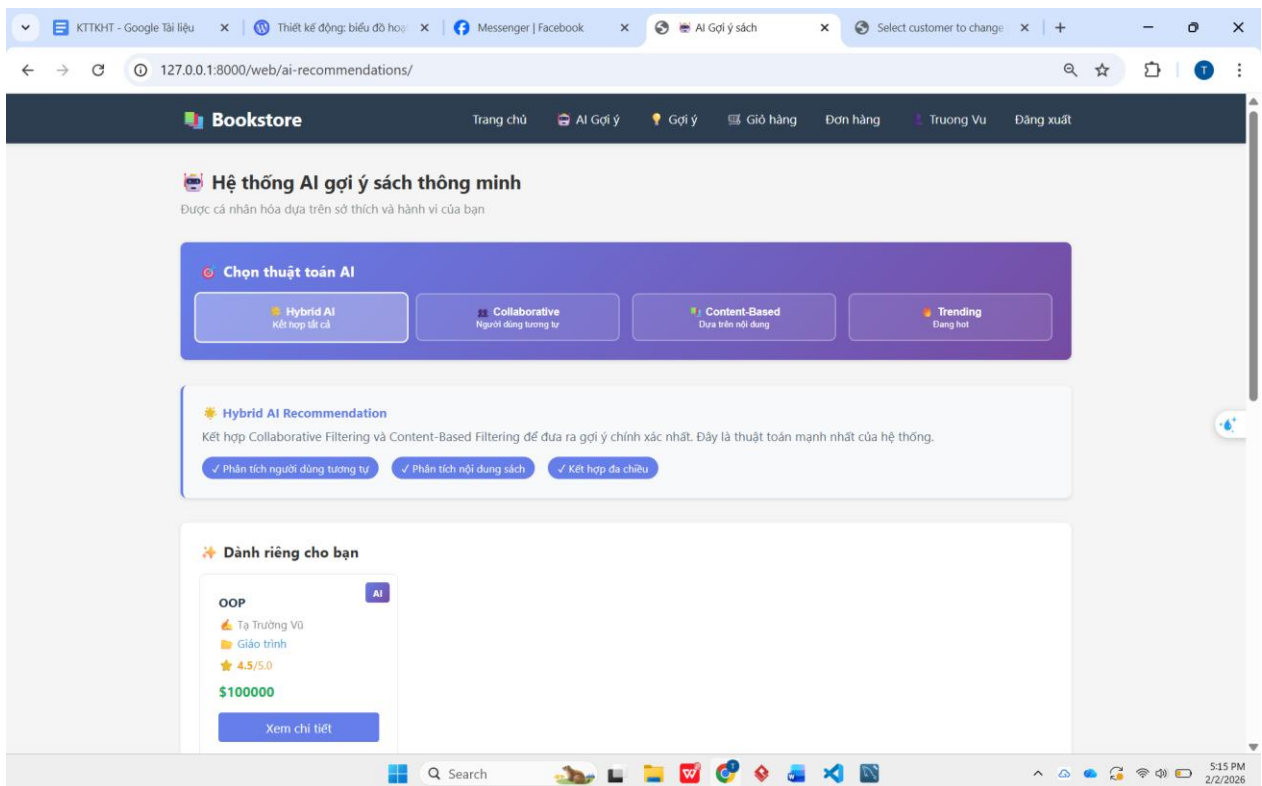 KTTKHT - Google Tài liệu
Thiết kế động: biểu đồ hoạ
Messenger | Facebook
AI Gợi ý sách
Select customer to change
127.0.0.1:8000/web/ai-recommendations/
T
Bookstore
Trang chủ
AI Gợi ý
Gợi ý
Giỏ hàng
Đơn hàng
Truong Vu
Đăng xuất
Hệ thống AI gợi ý sách thông minh
Được cá nhân hóa dựa trên sở thích và hành vi của bạn
Chọn thuật toán AI
Hybrid AI
Kết hợp tất cả
Collaborative
Người dùng tương tự
Content-Based
Dựa trên nội dung
Trending
Đang hot
Hybrid AI Recommendation
Kết hợp Collaborative Filtering và Content-Based Filtering để đưa ra gợi ý chính xác nhất. Đây là thuật toán mạnh nhất của hệ thống.
✓ Phân tích người dùng tương tự
✓ Phân tích nội dung sách
✓ Kết hợp đa chiều
Dành riêng cho bạn
AI
OOP
Tạ Trường Vũ
Giáo trình
4.5/5.0
$100000
Xem chi tiết
Search
5:15 PM
2/2/2026